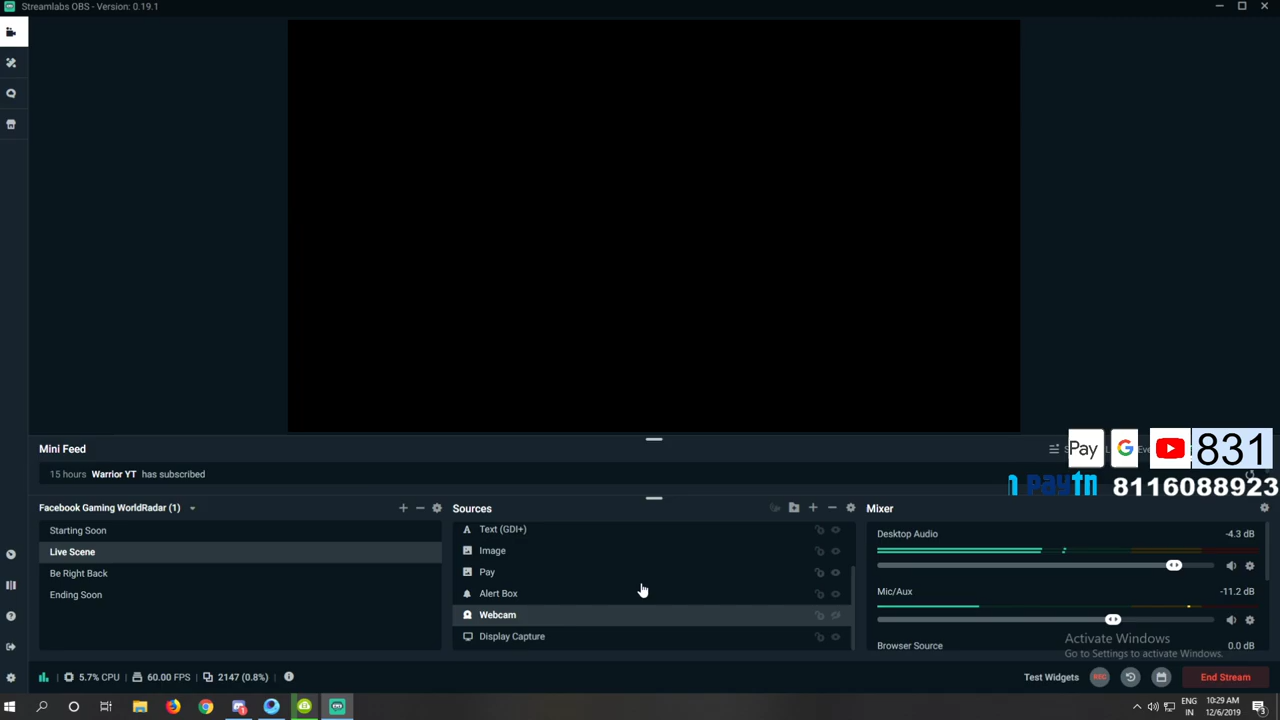 Streamlabs OBS - Version: 0.19.1
Mini Feed
15 hours Warrior YT has subscribed
Pay G 831
n paytm 8116088923
Facebook Gaming WorldRadar (1)
Starting Soon
Live Scene
Be Right Back
Ending Soon
Sources
Text (GDI+)
Image
Pay
Alert Box
Webcam
Display Capture
Mixer
Desktop Audio -4.3 dB
Mic/Aux -11.2 dB
Browser Source 0.0 dB
Activate Windows
Go to Settings to activate Windows.
5.7% CPU 60.00 FPS 2147 (0.8%)
Test Widgets REC End Stream
ENG 10:29 AM
IN 12/6/2019 3